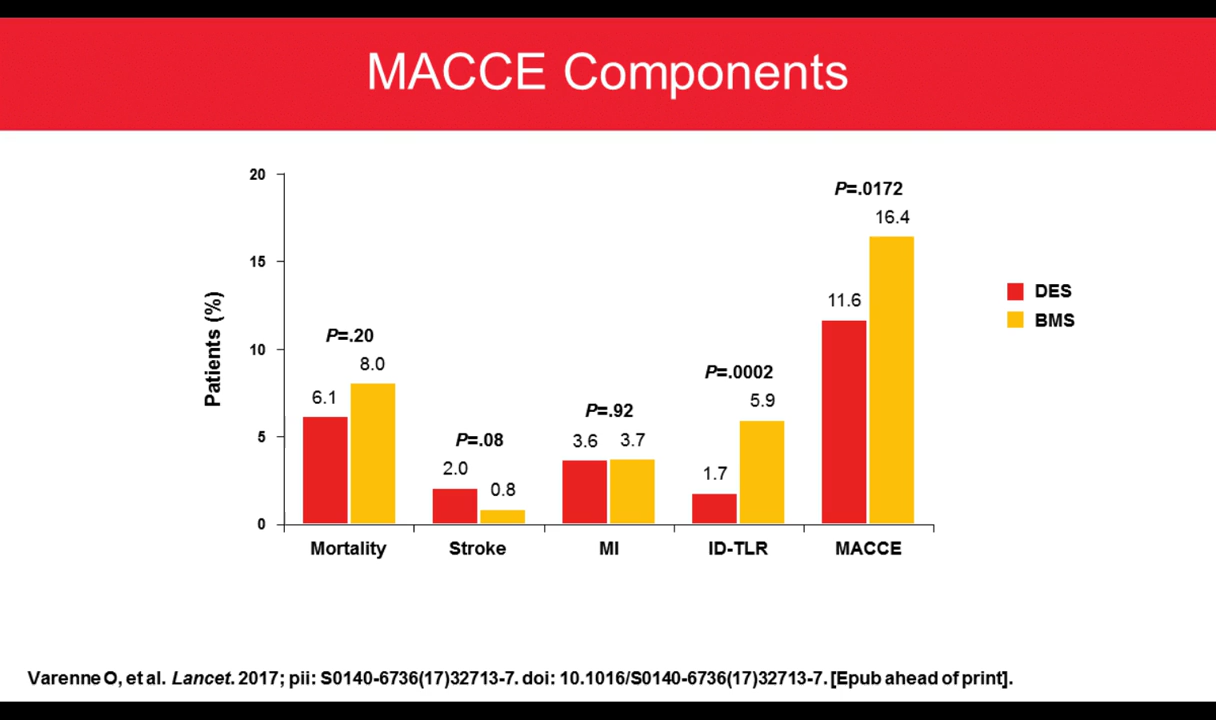 MACCE Components
20
15
10
5
0
Patients (%)
P=.20
6.1
8.0
P=.08
2.0
0.8
P=.92
3.6
3.7
P=.0002
1.7
5.9
P=.0172
11.6
16.4
Mortality
Stroke
MI
ID-TLR
MACCE
DES
BMS
Varenne O, et al. Lancet. 2017; pii: S0140-6736(17)32713-7. doi: 10.1016/S0140-6736(17)32713-7. [Epub ahead of print].